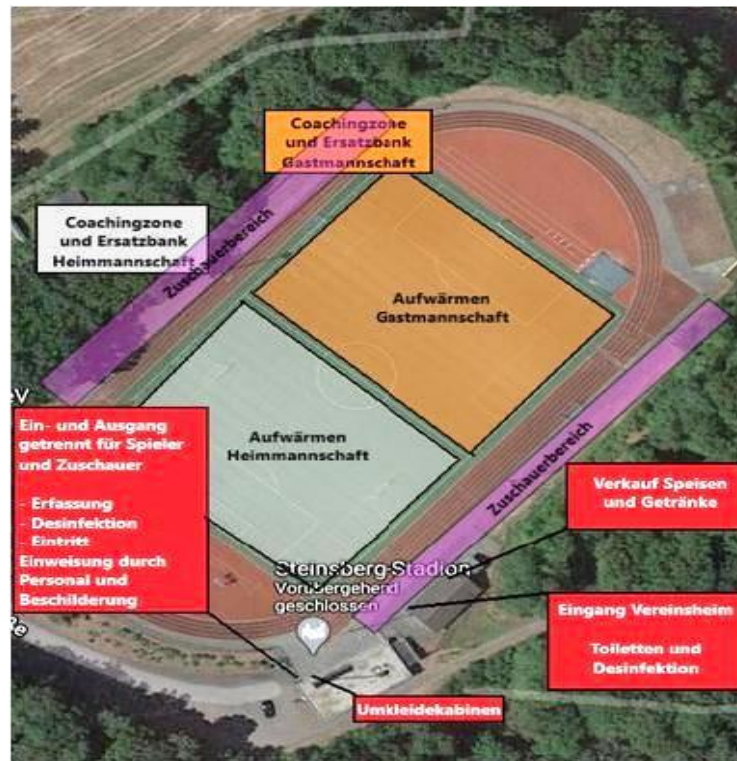 Coachingzone
und Ersatzbank
Gastmannschaft
Coachingzone
und Ersatzbank
Heimmannschaft
Zuschauerbereich
Aufwärmen
Gastmannschaft
Aufwärmen
Heimmannschaft
Zuschauerbereich
eV
Ein- und Ausgang
getrennt für Spieler
und Zuschauer
- Erfassung
- Desinfektion
- Eintritt
Einweisung durch
Personal und
Beschilderung
Verkauf Speisen
und Getränke
Steinsberg-Stadion
Vorübergehend
geschlossen
Eingang Vereinsheim
Toiletten und
Desinfektion
Umkleidekabinen